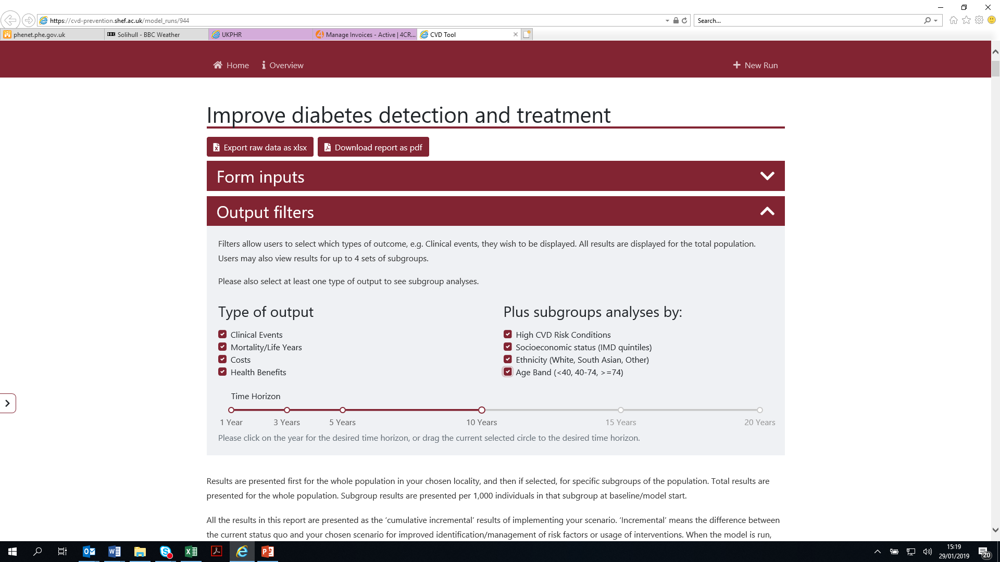 https://cvd-prevention.shef.ac.uk/model_runs/944
Search...
phenet.phe.gov.uk
BBC Solihull - BBC Weather
UKPHR
Manage Invoices - Active | 4CR...
CVD Tool
Home
Overview
New Run
Improve diabetes detection and treatment
Export raw data as xlsx
Download report as pdf
Form inputs
Output filters
Filters allow users to select which types of outcome, e.g. Clinical events, they wish to be displayed. All results are displayed for the total population.
Users may also view results for up to 4 sets of subgroups.
Please also select at least one type of output to see subgroup analyses.
Type of output
Clinical Events
Mortality/Life Years
Costs
Health Benefits
Plus subgroups analyses by:
High CVD Risk Conditions
Socioeconomic status (IMD quintiles)
Ethnicity (White, South Asian, Other)
Age Band (<40, 40-74, >=74)
Time Horizon
1 Year
3 Years
5 Years
10 Years
15 Years
20 Years
Please click on the year for the desired time horizon, or drag the current selected circle to the desired time horizon.
Results are presented first for the whole population in your chosen locality, and then if selected, for specific subgroups of the population. Total results are
presented for the whole population. Subgroup results are presented per 1,000 individuals in that subgroup at baseline/model start.
All the results in this report are presented as the ‘cumulative incremental’ results of implementing your scenario. ‘Incremental’ means the difference between
the current status quo and your chosen scenario for improved identification/management of risk factors or usage of interventions. When the model is run,
15:19
29/01/2019
20